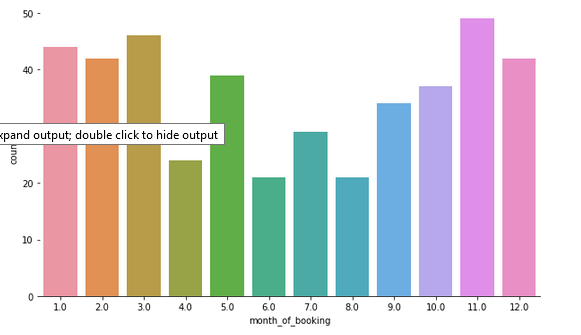 50
40
xpand output; double click to hide output
coun
20
10
0
1.0 2.0 3.0 4.0 5.0 6.0 7.0 8.0 9.0 10.0 11.0 12.0
month_of_booking